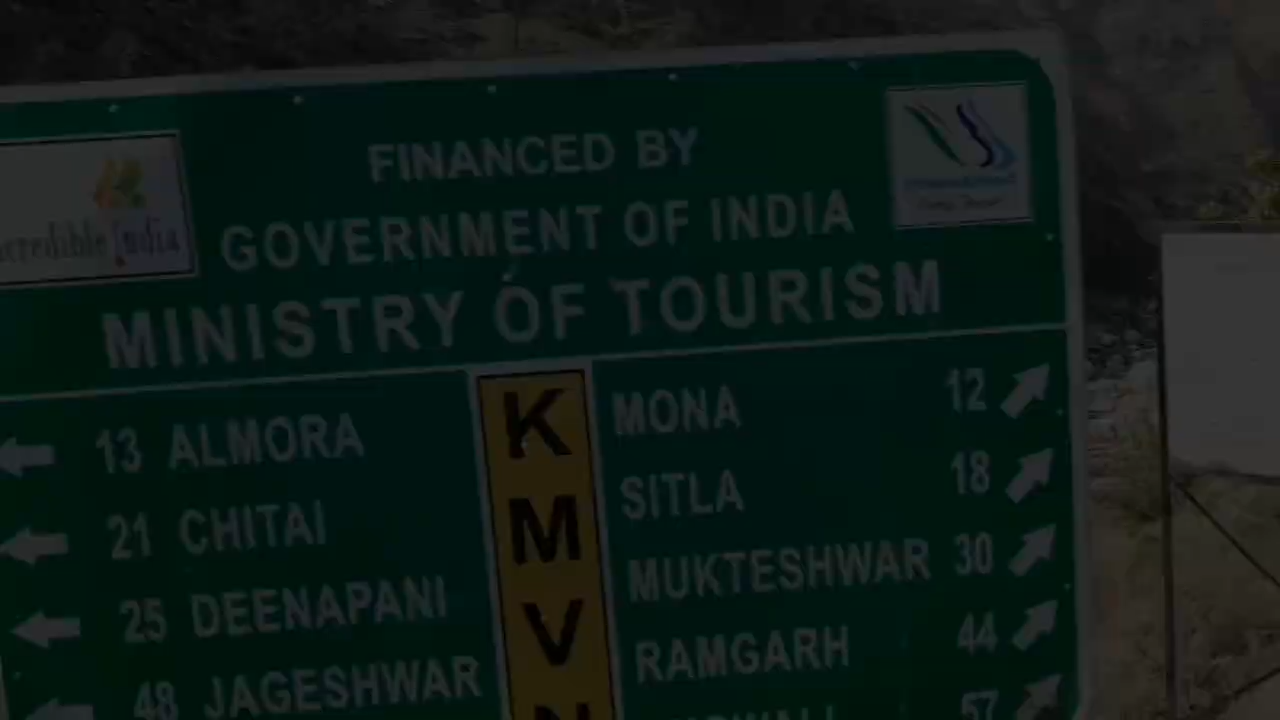 FINANCED BY
GOVERNMENT OF INDIA
MINISTRY OF TOURISM
India
13 ALMORA
21 CHITAI
25 DEENAPANI
48 JAGESHWAR
K
M
V
N
MONA 12
SITLA 18
MUKTESHWAR 30
RAMGARH 44
57